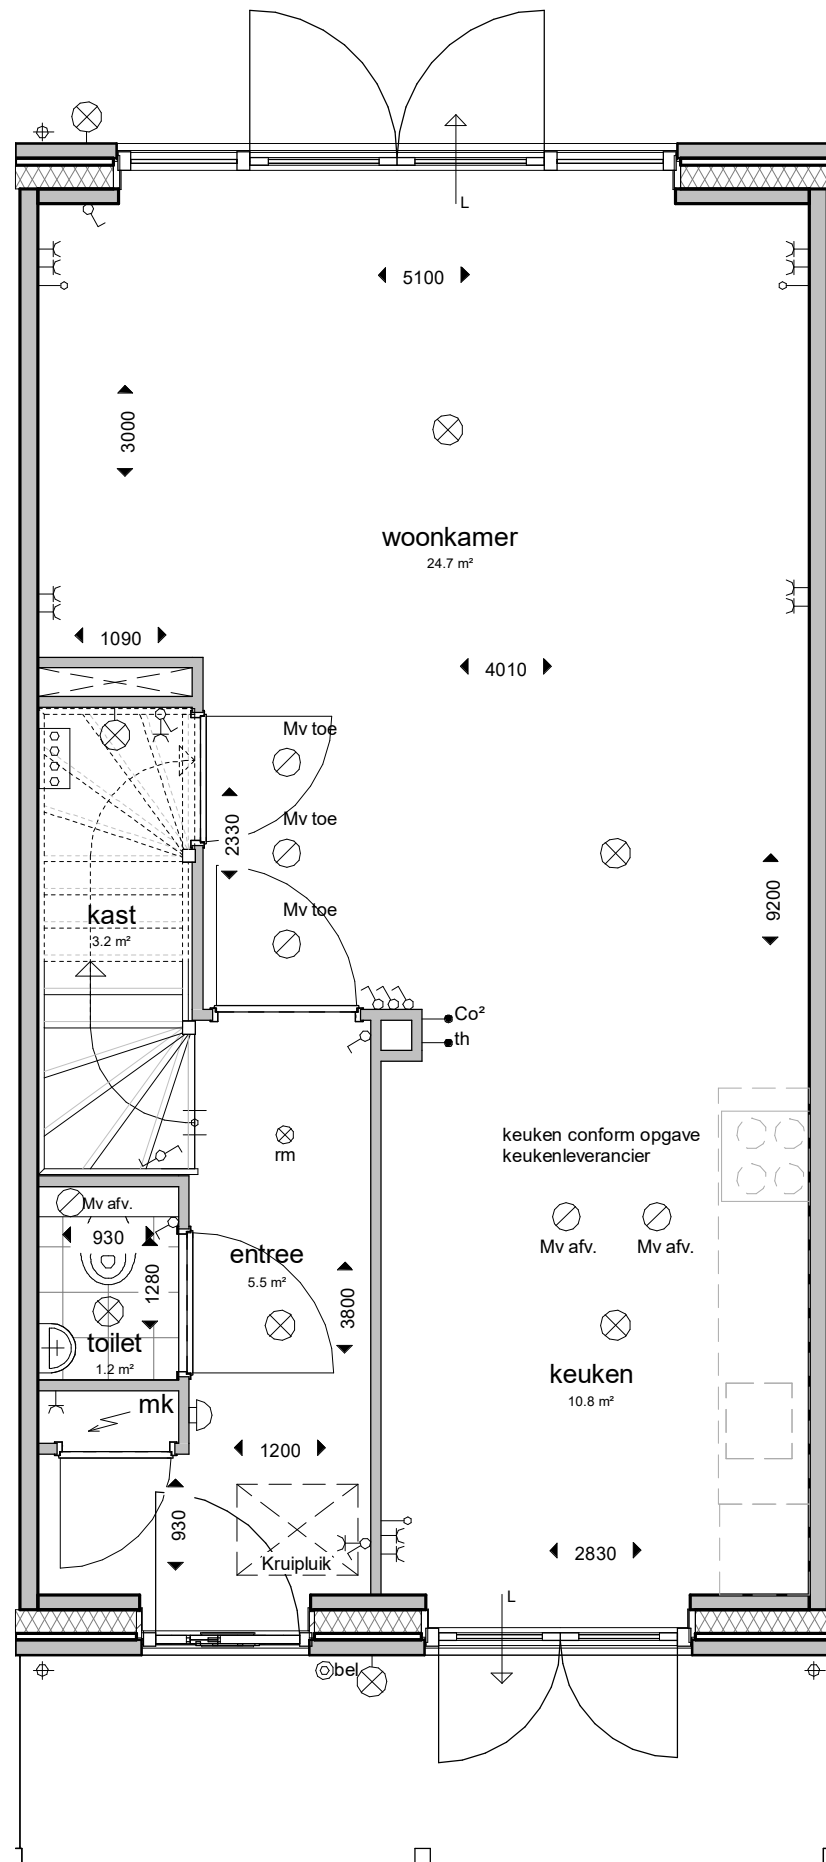 L
5100
3000
woonkamer
24.7 m²
1090
4010
Mv toe
Mv toe
2330
Mv toe
9200
kast
3.2 m²
Co²
th
rm
keuken conform opgave
keukenleverancier
Mv afv.
930
1280
entree
5.5 m²
3800
Mv afv.
Mv afv.
toilet
1.2 m²
keuken
10.8 m²
mk
1200
930
Kruipluik
2830
L
bel